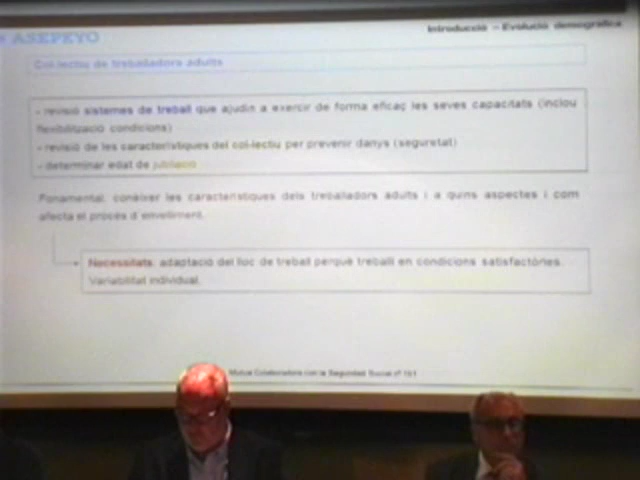 ASEPEYO
Introducció – Evolució demogràfica
Col·lectiu de treballadors adults
- revisió sistemes de treball que ajudin a exercir de forma eficaç les seves capacitats (inclou
flexibilització condicions)
- revisió de les característiques del col·lectiu per prevenir danys (seguretat)
- determinar edat de jubilació
Fonamental: conèixer les característiques dels treballadors adults i a quins aspectes i com
afecta el procés d'envelliment.
Necessitats: adaptació del lloc de treball perquè treballi en condicions satisfactòries.
Variabilitat individual.
Mutua Colaboradora con la Seguridad Social nº 151